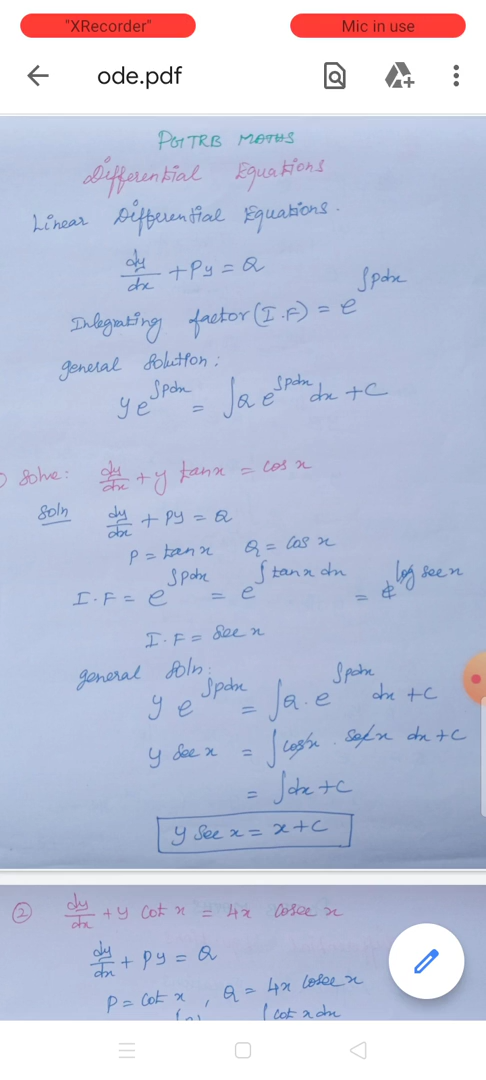 "XRecorder"
Mic in use
ode.pdf
PGTRB MATHS
Differential Equations
Linear Differential Equations.
dy/dx + Py = Q
Integrating factor (I.F) = e^∫pdx
general solution:
y e^∫pdx = ∫Q e^∫pdx dx + C
Solve: dy/dx + y tan x = cos x
Soln dy/dx + Py = Q
P = tan x Q = cos x
I.F = e^∫pdx = e^∫tan x dx = e^log sec x
I.F = sec x
general soln:
y e^∫pdx = ∫Q . e^∫pdx dx + C
y sec x = ∫cos x . sec x dx + C
= ∫dx + C
y sec x = x + C
② dy/dx + y cot x = 4x cosec x
dy/dx + Py = Q
P = cot x , Q = 4x cosec x
∫cot x dx